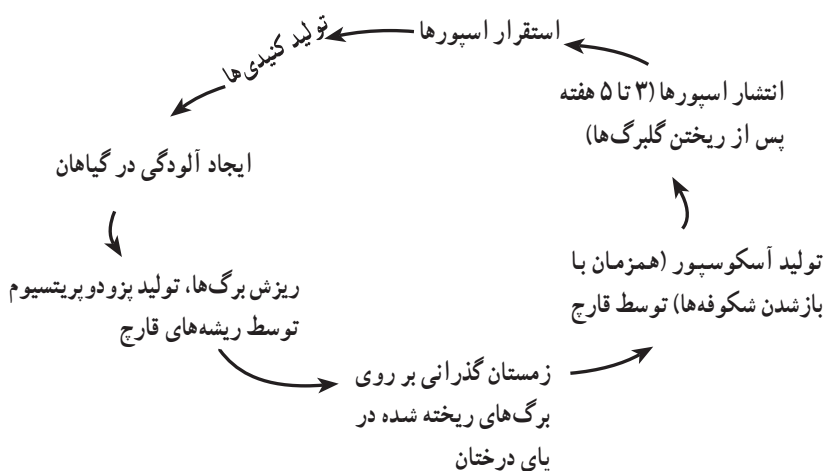 استقرار اسپورها
تولید کنیدی‌ها
انتشار اسپورها (۳ تا ۵ هفته
پس از ریختن گلبرگ‌ها)
ایجاد آلودگی در گیاهان
تولید آسکوسپور (همزمان با
بازشدن شکوفه‌ها) توسط قارچ
ریزش برگ‌ها، تولید پزودوپریتسیوم
توسط ریشه‌های قارچ
زمستان گذرانی بر روی
برگ‌های ریخته شده در
پای درختان